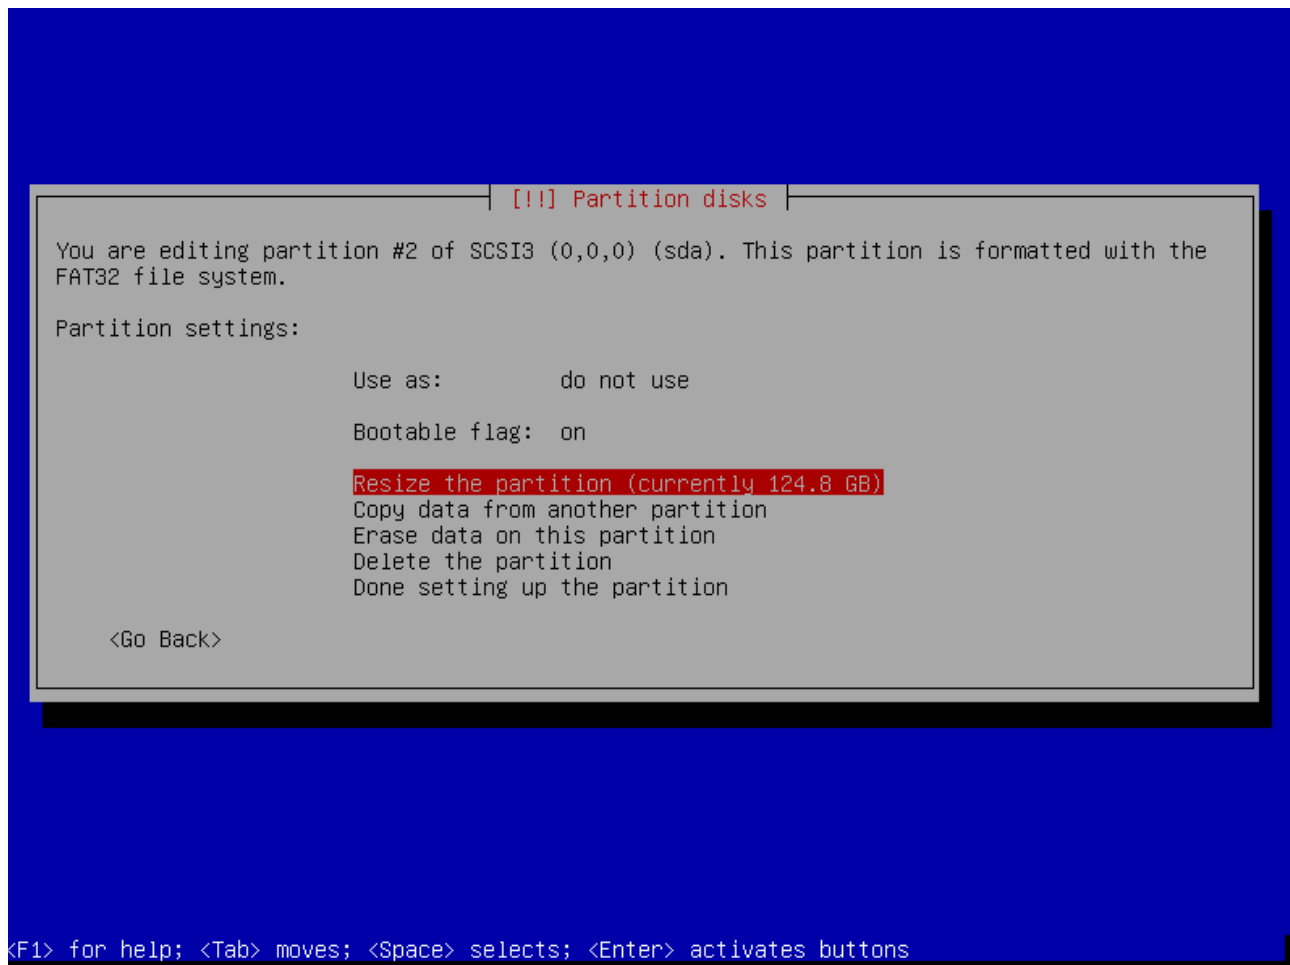 [!!] Partition disks
You are editing partition #2 of SCSI3 (0,0,0) (sda). This partition is formatted with the
FAT32 file system.
Partition settings:
Use as: do not use
Bootable flag: on
Resize the partition (currently 124.8 GB)
Copy data from another partition
Erase data on this partition
Delete the partition
Done setting up the partition
<Go Back>
<F1> for help; <Tab> moves; <Space> selects; <Enter> activates buttons